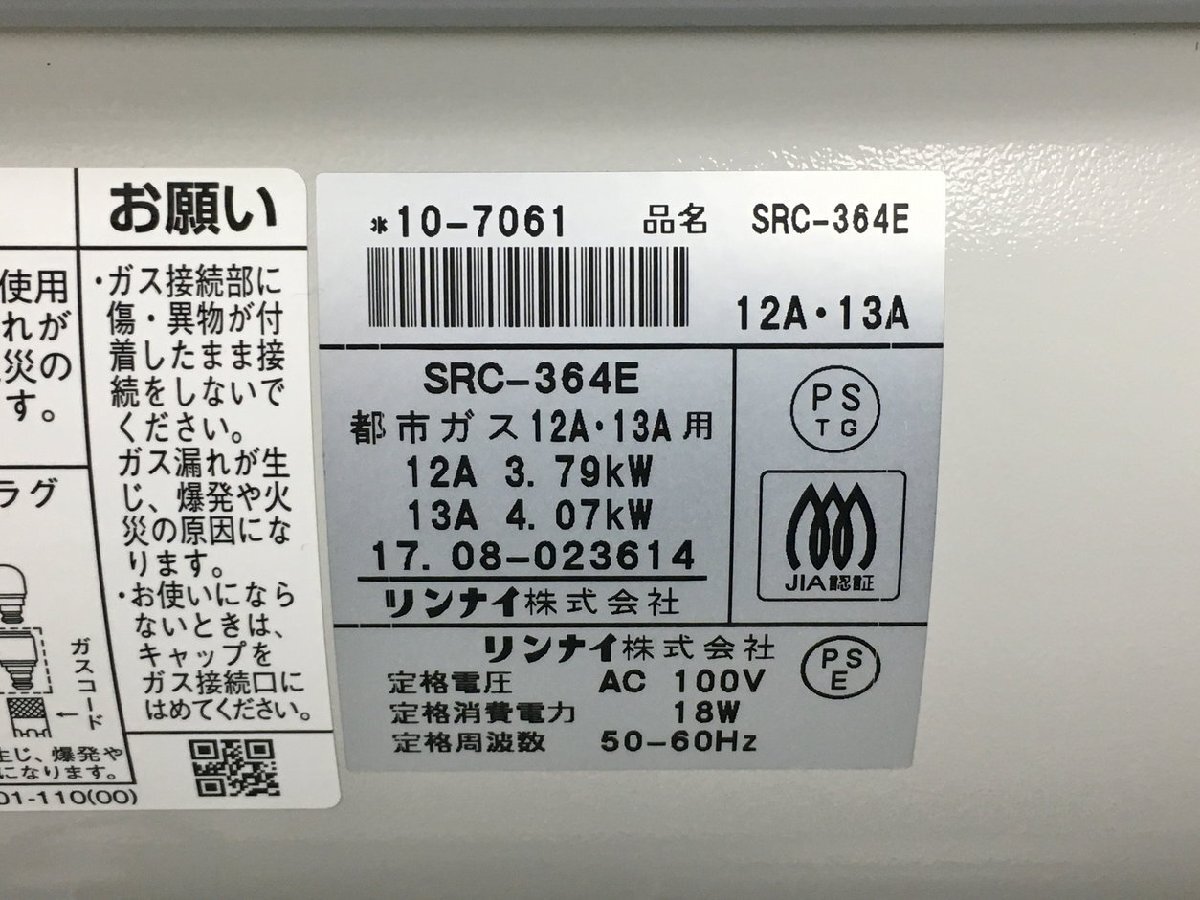 使用
れが
災の
す。
ラグ
ガスコード
生じ、爆発や
になります。
01-110(00)
お願い
・ガス接続部に
傷・異物が付
着したまま接
続をしないで
ください。
ガス漏れが生
じ、爆発や火
災の原因にな
ります。
・お使いになら
ないときは、
キャップを
ガス接続口に
はめてください。
*10-7061 品名 SRC-364E
12A・13A
SRC-364E
都市ガス12A・13A用
12A 3.79kW
13A 4.07kW
17.08-023614
リンナイ株式会社
PS
TG
JIA認証
リンナイ株式会社
PS
E
定格電圧 AC 100V
定格消費電力 18W
定格周波数 50-60Hz